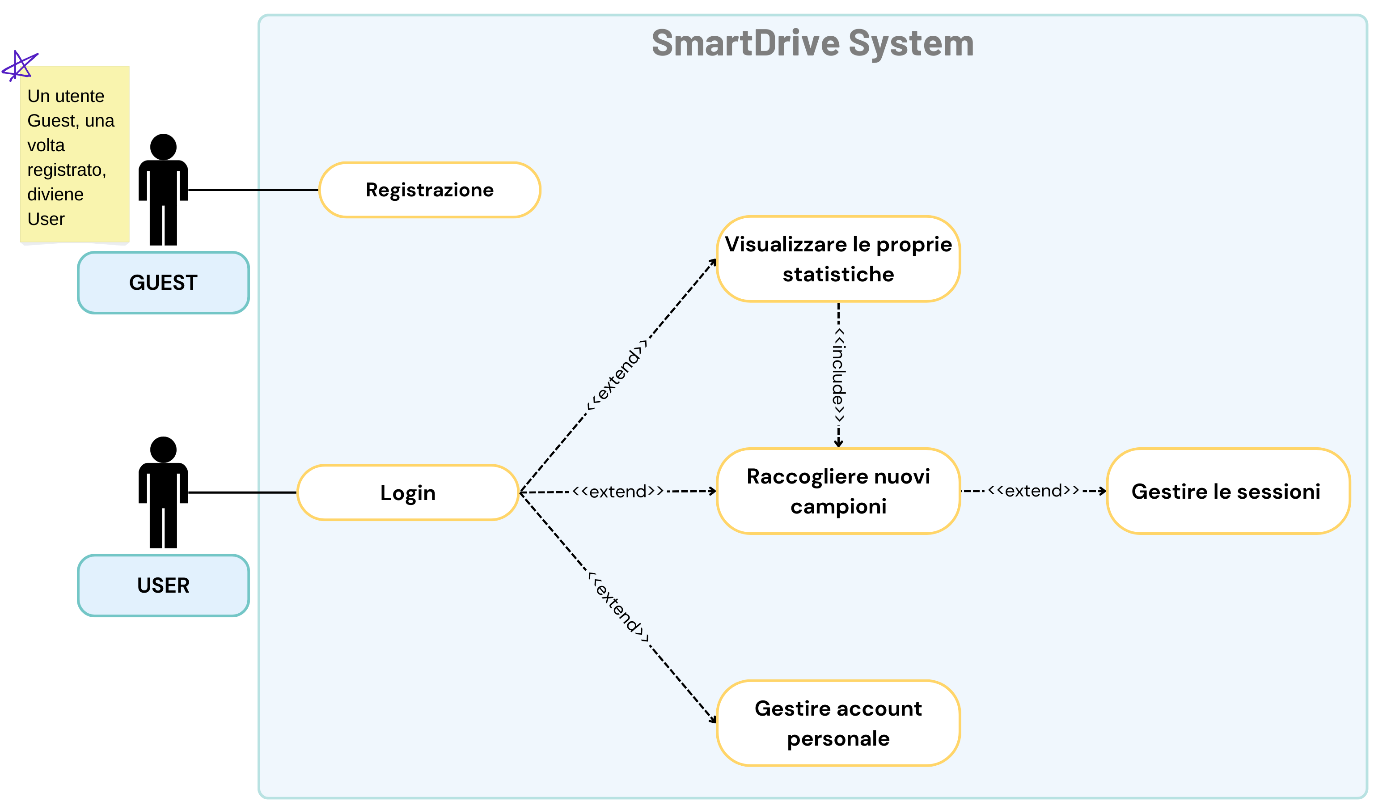 SmartDrive System
Un utente
Guest, una
volta
registrato,
diviene
User
Registrazione
GUEST
Visualizzare le proprie
statistiche
<<extend>>
<<include>>
Login
<<extend>>
Raccogliere nuovi
campioni
<<extend>>
Gestire le sessioni
USER
<<extend>>
Gestire account
personale